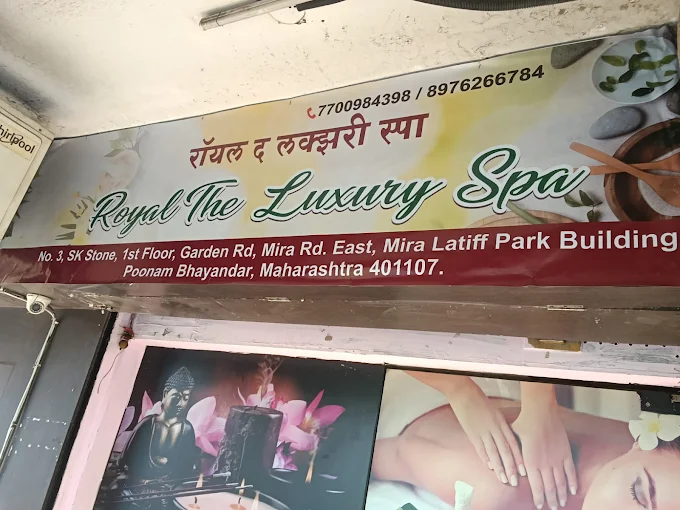 7700984398 / 8976266784
रॉयल द लक्झरी स्पा
Royal The Luxury Spa
No. 3, SK Stone, 1st Floor, Garden Rd, Mira Rd. East, Mira Latiff Park Building
Poonam Bhayandar, Maharashtra 401107.
hirlpool